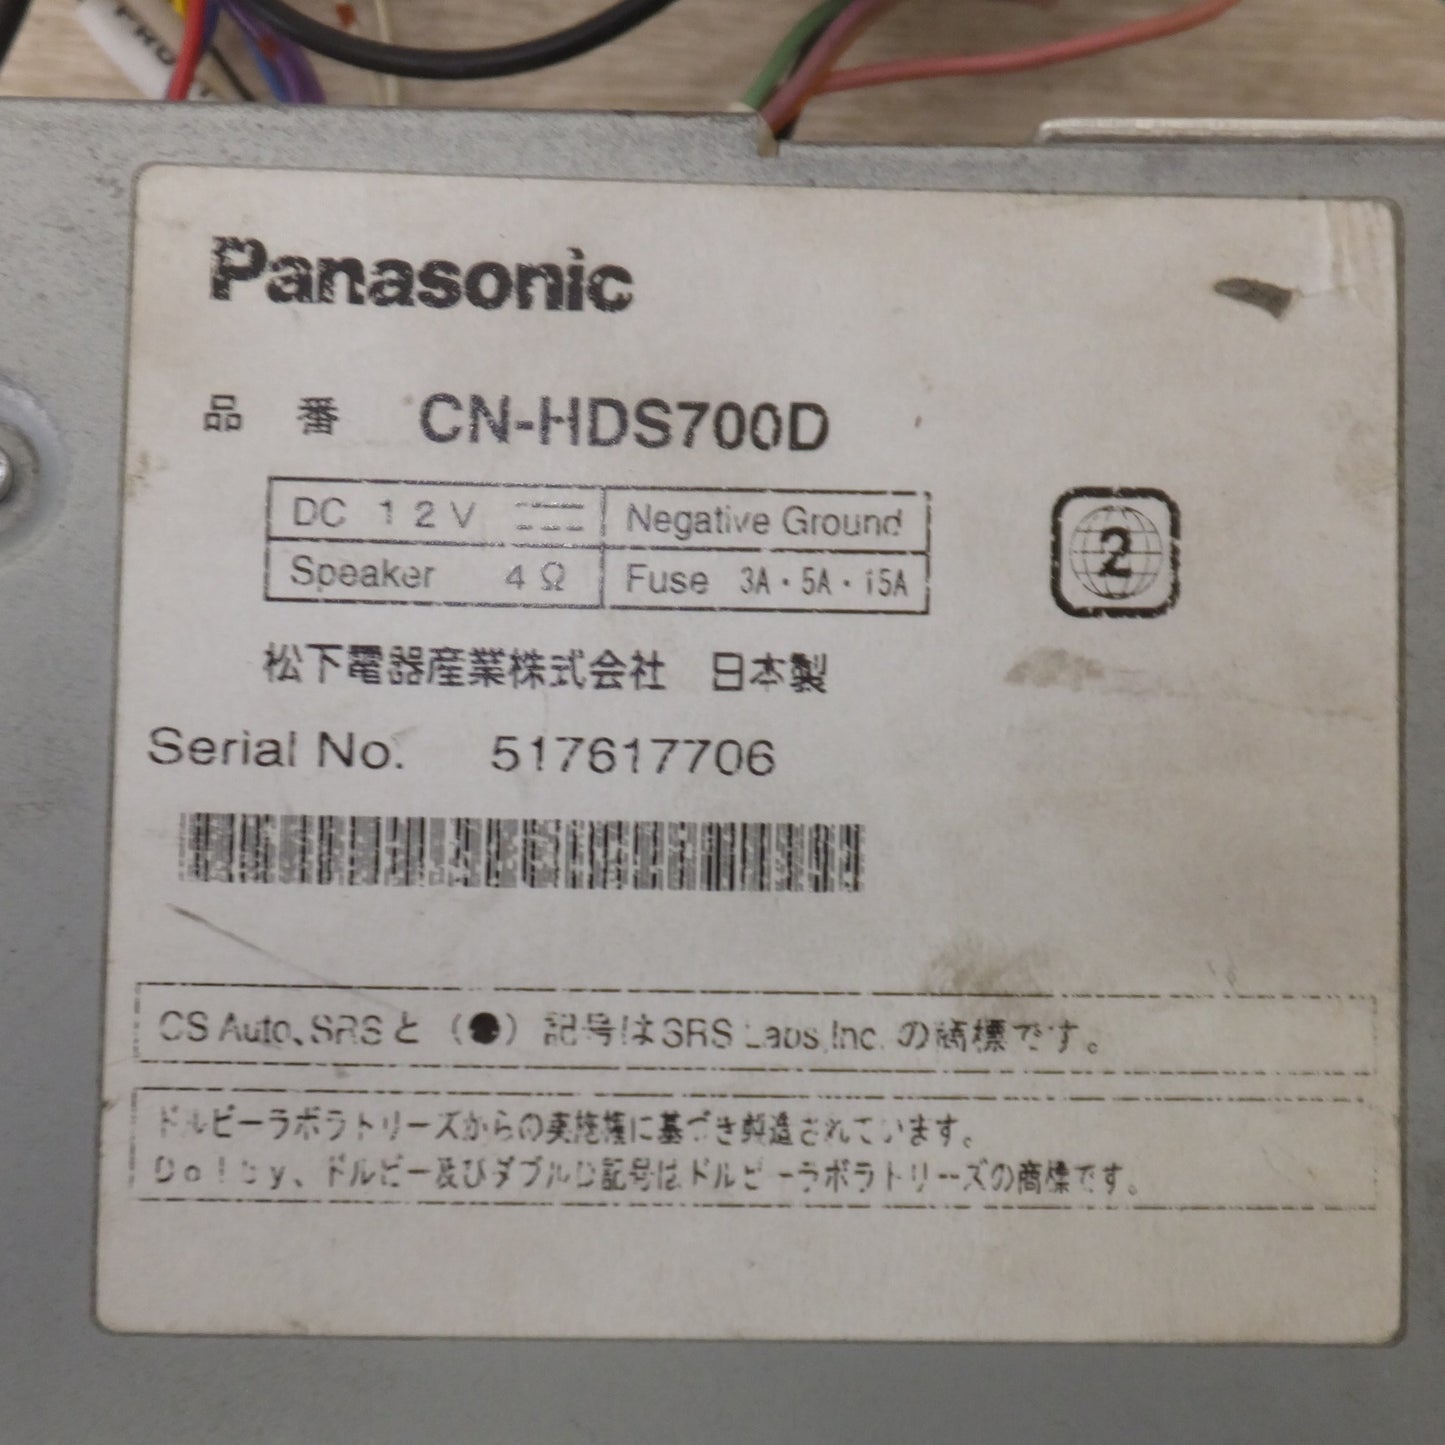 Panasonic
品 番 CN-HDS700D
DC 12V Negative Ground
Speaker 4Ω Fuse 3A・5A・15A
2
松下電器産業株式会社 日本製
Serial No. 517617706
CS Auto、SRSと（●）記号はSRS Labs,Inc.の商標です。
ドルビーラボラトリーズからの実施権に基づき製造されています。
Dolby、ドルビー及びダブルD記号はドルビーラボラトリーズの商標です。